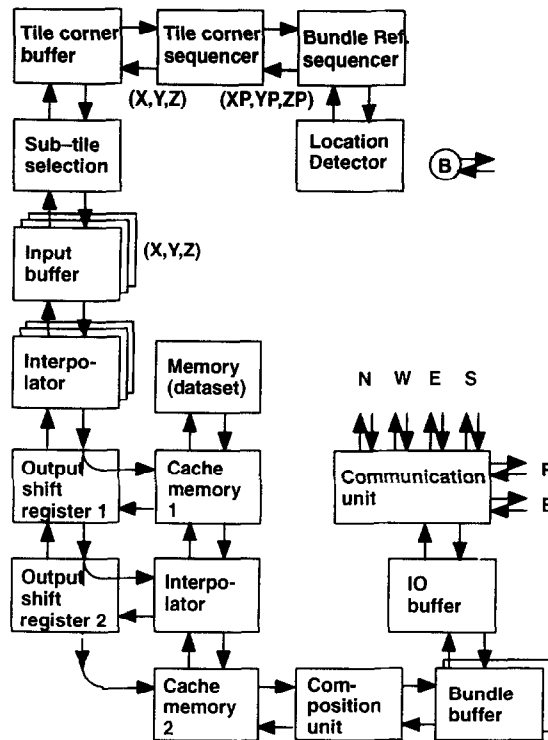 Tile corner
buffer
Tile corner
sequencer
Bundle Ref.
sequencer
(X,Y,Z)
(XP,YP,ZP)
Sub-tile
selection
Location
Detector
B
Input
buffer
(X,Y,Z)
Interpo-
lator
Memory
(dataset)
N W E S
Output
shift
register 1
Cache
memory
1
Communication
unit
Output
shift
register 2
Interpo-
lator
IO
buffer
Cache
memory
2
Com-
position
unit
Bundle
buffer